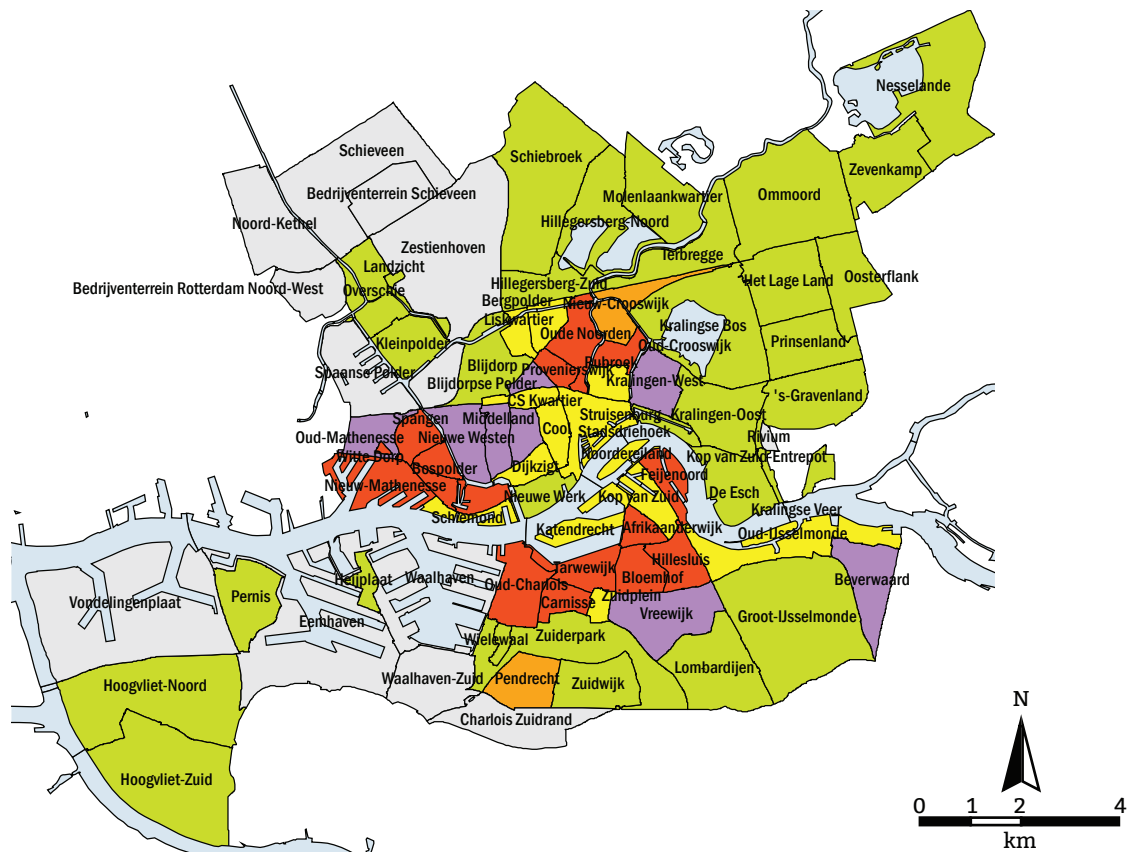 Nesselande
Schieveen
Schiebroek
Zevenkamp
Bedrijventerrein Schieveen
Molenlaankwartier
Ommoord
Noord-Kethel
Hillegersberg-Noord
Zestienhoven
Terbregge
Landzicht
Oosterflank
Bedrijventerrein Rotterdam Noord-West
Overschie
Hillegersberg-Zuid
Het Lage Land
Bergpolder
Nieuw-Crooswijk
Liskwartier
Kralingse Bos
Oude Noorden
Kleinpolder
Oud-Crooswijk
Prinsenland
Blijdorp
Provenierswijk
Rubroek
Spaanse Polder
Blijdorpse Pelder
Kralingen-West
's-Gravenland
CS Kwartier
Spangen
Middelland
Struisenburg
Kralingen-Oost
Oud-Mathenesse
Nieuwe Westen
Cool
Stadsdriehoek
Rivium
Witte Dorp
Noordereiland
Kop van Zuid-Entrepot
Bospolder
Dijkzigt
Feijenoord
Nieuw-Mathenesse
Nieuwe Werk
Kop van Zuid
De Esch
Schiemond
Kralingse Veer
Katendrecht
Afrikaanderwijk
Oud-IJsselmonde
Hillesluis
Tarwewijk
Heijplaat
Waalhaven
Oud-Charlois
Bloemhof
Beverwaard
Pernis
Zuidplein
Vondelingenplaat
Carnisse
Vreewijk
Groot-IJsselmonde
Eemhaven
Wielewaal
Zuiderpark
Lombardijen
Waalhaven-Zuid
Pendrecht
Zuidwijk
Hoogvliet-Noord
Charlois Zuidrand
N
Hoogvliet-Zuid
0 1 2 4
km